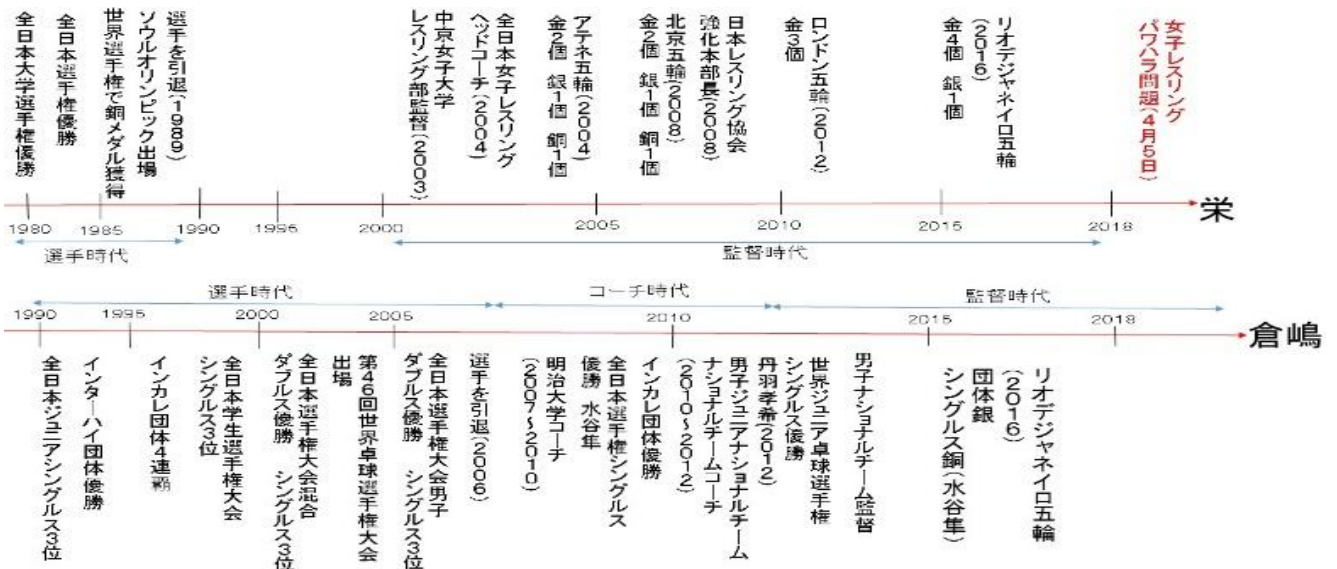 全日本大学選手権優勝
全日本選手権優勝
世界選手権で銅メダル獲得
ソウルオリンピック出場
選手を引退(1989)
中京女子大学
レスリング部監督(2003)
全日本女子レスリング
ヘッドコーチ(2004)
アテネ五輪(2004)
金2個 銀1個 銅1個
北京五輪(2008)
金2個 銀1個 銅1個
日本レスリング協会
強化本部長(2008)
ロンドン五輪(2012)
金3個
リオデジャネイロ五輪
(2016)
金4個 銀1個
女子レスリング
パワハラ問題(4月5日)
栄
1980 1985 1990 1995 2000 2005 2010 2015 2018
選手時代 監督時代
選手時代 コーチ時代 監督時代
1990 1995 2000 2005 2010 2015 2018
倉嶋
全日本ジュニアシングルス3位
インターハイ団体優勝
インカレ団体4連覇
全日本学生選手権大会
シングルス3位
全日本選手権大会混合
ダブルス優勝 シングルス3位
第46回世界卓球選手権大会
出場
全日本選手権大会男子
ダブルス優勝 シングルス3位
選手を引退(2006)
明治大学コーチ
(2007~2010)
全日本選手権シングルス
優勝 水谷隼
インカレ団体優勝
男子ジュニアナショナルチーム
ナショナルチームコーチ
(2010~2012)
世界ジュニア卓球選手権
シングルス優勝
丹羽孝希(2012)
男子ナショナルチーム監督
リオデジャネイロ五輪
(2016)
団体銀
シングルス銅(水谷隼)